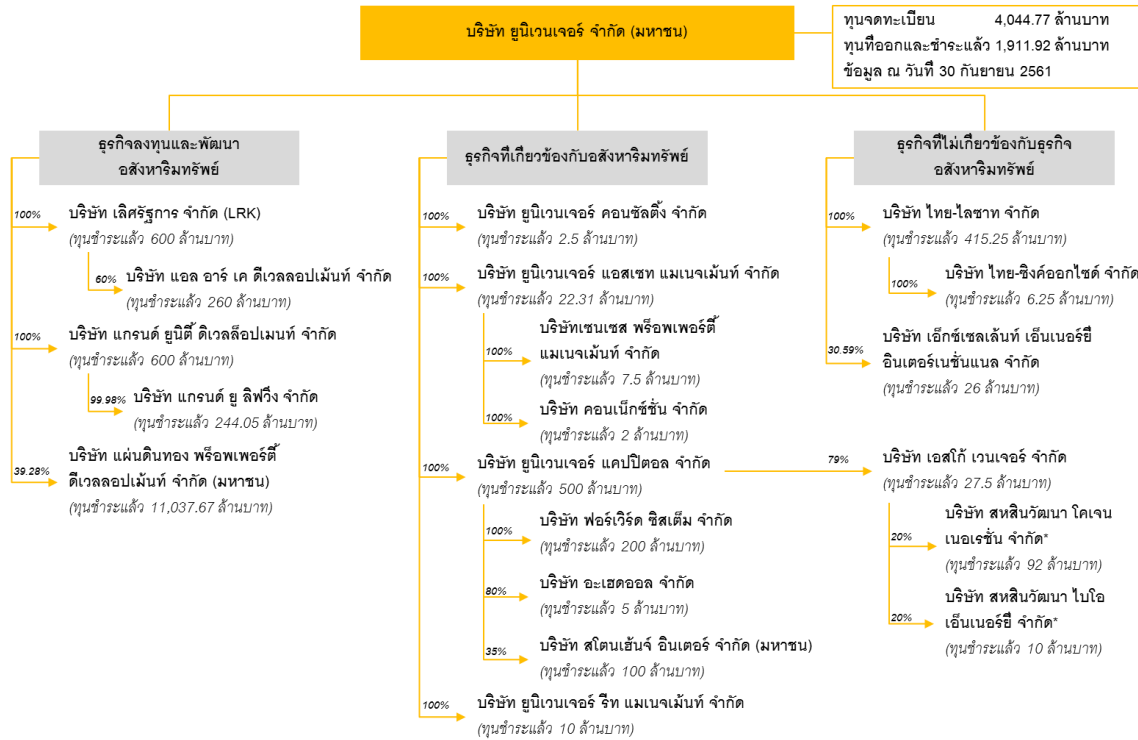 บริษัท ยูนิเวนเจอร์ จำกัด (มหาชน)
ทุนจดทะเบียน 4,044.77 ล้านบาท
ทุนที่ออกและชำระแล้ว 1,911.92 ล้านบาท
ข้อมูล ณ วันที่ 30 กันยายน 2561
ธุรกิจลงทุนและพัฒนา
อสังหาริมทรัพย์
100%
บริษัท เลิศรัฐการ จำกัด (LRK)
(ทุนชำระแล้ว 600 ล้านบาท)
60%
บริษัท แอล อาร์ เค ดีเวลลอปเม้นท์ จำกัด
(ทุนชำระแล้ว 260 ล้านบาท)
100%
บริษัท แกรนด์ ยูนิตี้ ดิเวลล็อปเมนท์ จำกัด
(ทุนชำระแล้ว 600 ล้านบาท)
99.98%
บริษัท แกรนด์ ยู ลิฟวิ่ง จำกัด
(ทุนชำระแล้ว 244.05 ล้านบาท)
39.28%
บริษัท แผ่นดินทอง พร็อพเพอร์ตี้
ดีเวลลอปเม้นท์ จำกัด (มหาชน)
(ทุนชำระแล้ว 11,037.67 ล้านบาท)
ธุรกิจที่เกี่ยวข้องกับอสังหาริมทรัพย์
100%
บริษัท ยูนิเวนเจอร์ คอนซัลติ้ง จำกัด
(ทุนชำระแล้ว 2.5 ล้านบาท)
100%
บริษัท ยูนิเวนเจอร์ แอสเซท แมเนจเม้นท์ จำกัด
(ทุนชำระแล้ว 22.31 ล้านบาท)
100%
บริษัทเซนเซส พร็อพเพอร์ตี้
แมเนจเม้นท์ จำกัด
(ทุนชำระแล้ว 7.5 ล้านบาท)
100%
บริษัท คอนเน็กซ์ชั่น จำกัด
(ทุนชำระแล้ว 2 ล้านบาท)
100%
บริษัท ยูนิเวนเจอร์ แคปปิตอล จำกัด
(ทุนชำระแล้ว 500 ล้านบาท)
100%
บริษัท ฟอร์เวิร์ด ซิสเต็ม จำกัด
(ทุนชำระแล้ว 200 ล้านบาท)
80%
บริษัท อะเฮดออล จำกัด
(ทุนชำระแล้ว 5 ล้านบาท)
35%
บริษัท สโตนเฮ้นจ์ อินเตอร์ จำกัด (มหาชน)
(ทุนชำระแล้ว 100 ล้านบาท)
100%
บริษัท ยูนิเวนเจอร์ รีท แมเนจเม้นท์ จำกัด
(ทุนชำระแล้ว 10 ล้านบาท)
ธุรกิจที่ไม่เกี่ยวข้องกับธุรกิจ
อสังหาริมทรัพย์
100%
บริษัท ไทย-ไลซาท จำกัด
(ทุนชำระแล้ว 415.25 ล้านบาท)
100%
บริษัท ไทย-ซิงค์ออกไซด์ จำกัด
(ทุนชำระแล้ว 6.25 ล้านบาท)
30.59%
บริษัท เอ็กซ์เซลเล้นท์ เอ็นเนอร์ยี่
อินเตอร์เนชั่นแนล จำกัด
(ทุนชำระแล้ว 26 ล้านบาท)
79%
บริษัท เอสโก้ เวนเจอร์ จำกัด
(ทุนชำระแล้ว 27.5 ล้านบาท)
20%
บริษัท สหสินวัฒนา โคเจน
เนอเรชั่น จำกัด*
(ทุนชำระแล้ว 92 ล้านบาท)
20%
บริษัท สหสินวัฒนา ไบโอ
เอ็นเนอร์ยี่ จำกัด*
(ทุนชำระแล้ว 10 ล้านบาท)